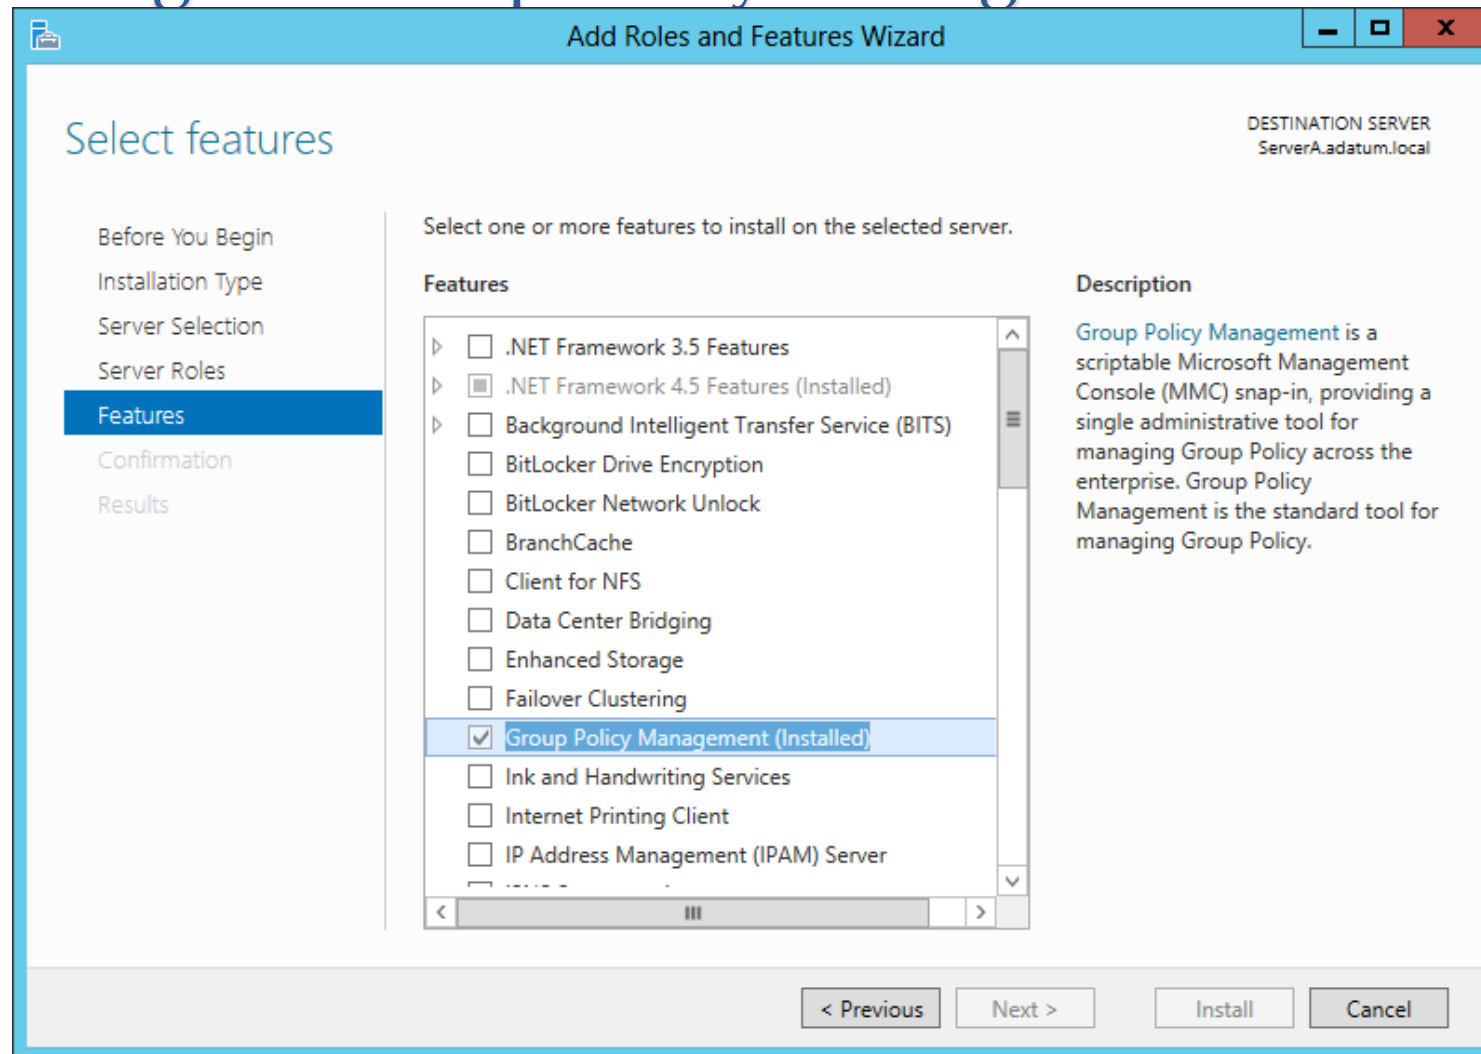 Add Roles and Features Wizard
Select features
DESTINATION SERVER
ServerA.adatum.local
Before You Begin
Installation Type
Server Selection
Server Roles
Features
Confirmation
Results
Select one or more features to install on the selected server.
Features
.NET Framework 3.5 Features
.NET Framework 4.5 Features (Installed)
Background Intelligent Transfer Service (BITS)
BitLocker Drive Encryption
BitLocker Network Unlock
BranchCache
Client for NFS
Data Center Bridging
Enhanced Storage
Failover Clustering
Group Policy Management (Installed)
Ink and Handwriting Services
Internet Printing Client
IP Address Management (IPAM) Server
Description
Group Policy Management is a
scriptable Microsoft Management
Console (MMC) snap-in, providing a
single administrative tool for
managing Group Policy across the
enterprise. Group Policy
Management is the standard tool for
managing Group Policy.
< Previous
Next >
Install
Cancel